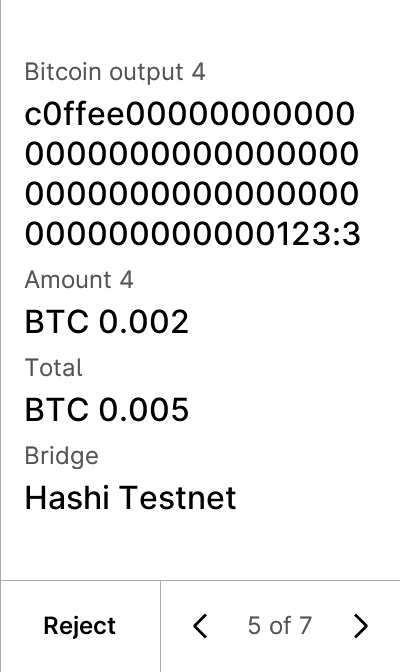 Bitcoin output 4
c0ffee00000000000
0000000000000000
0000000000000000
000000000000123:3
Amount 4
BTC 0.002
Total
BTC 0.005
Bridge
Hashi Testnet
Reject
5 of 7